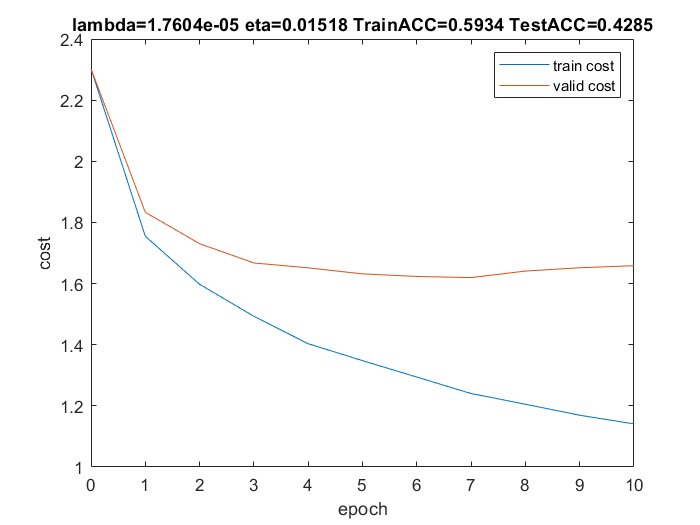 lambda=1.7604e-05 eta=0.01518 TrainACC=0.5934 TestACC=0.4285
train cost
valid cost
2.4
2.2
2
1.8
1.6
1.4
1.2
1
cost
0 1 2 3 4 5 6 7 8 9 10
epoch